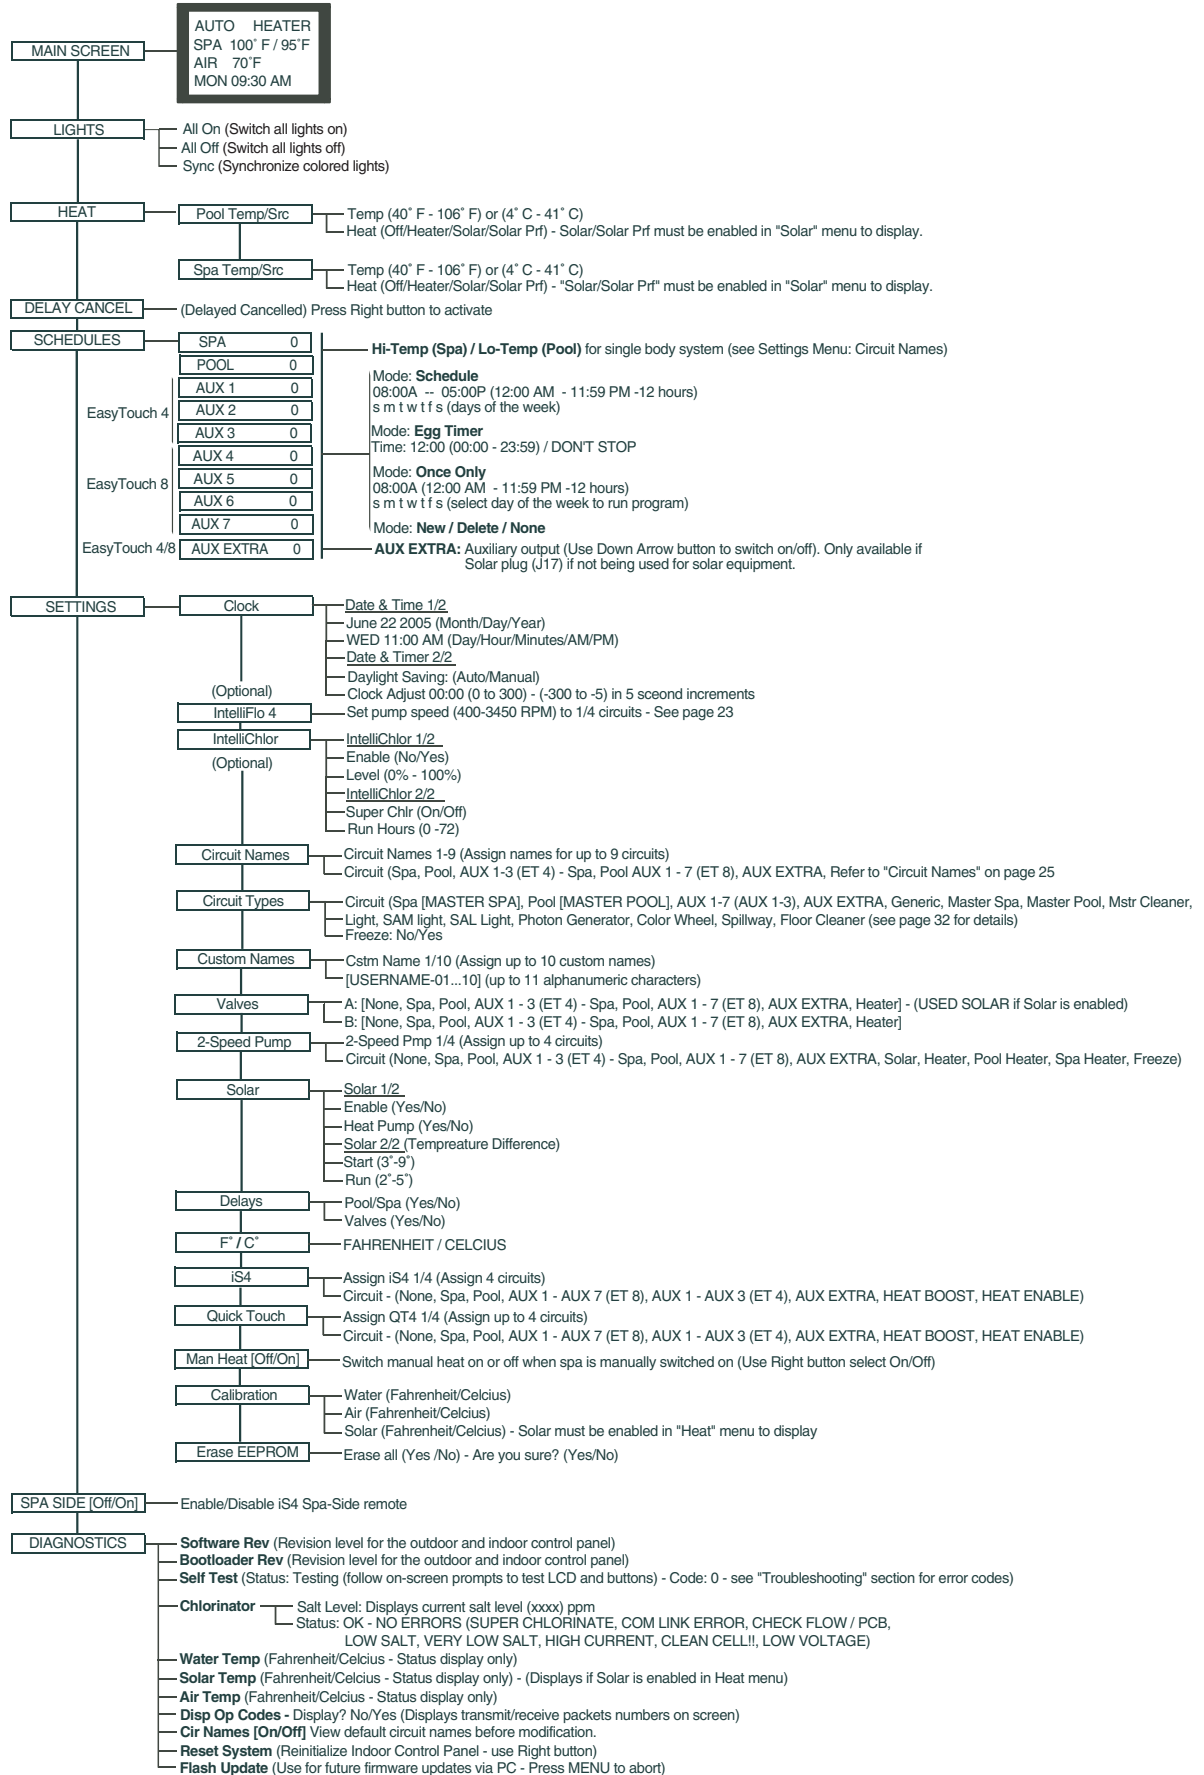 AUTO HEATER
SPA 100° F / 95°F
AIR 70°F
MON 09:30 AM
MAIN SCREEN
LIGHTS
All On (Switch all lights on)
All Off (Switch all lights off)
Sync (Synchronize colored lights)
HEAT
Pool Temp/Src
Temp (40° F - 106° F) or (4° C - 41° C)
Heat (Off/Heater/Solar/Solar Prf) - Solar/Solar Prf must be enabled in "Solar" menu to display.
Spa Temp/Src
Temp (40° F - 106° F) or (4° C - 41° C)
Heat (Off/Heater/Solar/Solar Prf) - "Solar/Solar Prf" must be enabled in "Solar" menu to display.
DELAY CANCEL
(Delayed Cancelled) Press Right button to activate
SCHEDULES
SPA 0
POOL 0
AUX 1 0
AUX 2 0
AUX 3 0
AUX 4 0
AUX 5 0
AUX 6 0
AUX 7 0
AUX EXTRA 0
EasyTouch 4
EasyTouch 8
EasyTouch 4/8
Hi-Temp (Spa) / Lo-Temp (Pool) for single body system (see Settings Menu: Circuit Names)
Mode: Schedule
08:00A -- 05:00P (12:00 AM - 11:59 PM -12 hours)
s m t w t f s (days of the week)
Mode: Egg Timer
Time: 12:00 (00:00 - 23:59) / DON'T STOP
Mode: Once Only
08:00A (12:00 AM - 11:59 PM -12 hours)
s m t w t f s (select day of the week to run program)
Mode: New / Delete / None
AUX EXTRA: Auxiliary output (Use Down Arrow button to switch on/off). Only available if
Solar plug (J17) if not being used for solar equipment.
SETTINGS
Clock
Date & Time 1/2
June 22 2005 (Month/Day/Year)
WED 11:00 AM (Day/Hour/Minutes/AM/PM)
Date & Timer 2/2
Daylight Saving: (Auto/Manual)
Clock Adjust 00:00 (0 to 300) - (-300 to -5) in 5 sceond increments
(Optional)
IntelliFlo 4
Set pump speed (400-3450 RPM) to 1/4 circuits - See page 23
IntelliChlor
(Optional)
IntelliChlor 1/2
Enable (No/Yes)
Level (0% - 100%)
IntelliChlor 2/2
Super Chlr (On/Off)
Run Hours (0 -72)
Circuit Names
Circuit Names 1-9 (Assign names for up to 9 circuits)
Circuit (Spa, Pool, AUX 1-3 (ET 4) - Spa, Pool AUX 1 - 7 (ET 8), AUX EXTRA, Refer to "Circuit Names" on page 25
Circuit Types
Circuit (Spa [MASTER SPA], Pool [MASTER POOL], AUX 1-7 (AUX 1-3), AUX EXTRA, Generic, Master Spa, Master Pool, Mstr Cleaner,
Light, SAM light, SAL Light, Photon Generator, Color Wheel, Spillway, Floor Cleaner (see page 32 for details)
Freeze: No/Yes
Custom Names
Cstm Name 1/10 (Assign up to 10 custom names)
[USERNAME-01...10] (up to 11 alphanumeric characters)
Valves
A: [None, Spa, Pool, AUX 1 - 3 (ET 4) - Spa, Pool, AUX 1 - 7 (ET 8), AUX EXTRA, Heater] - (USED SOLAR if Solar is enabled)
B: [None, Spa, Pool, AUX 1 - 3 (ET 4) - Spa, Pool, AUX 1 - 7 (ET 8), AUX EXTRA, Heater]
2-Speed Pump
2-Speed Pmp 1/4 (Assign up to 4 circuits)
Circuit (None, Spa, Pool, AUX 1 - 3 (ET 4) - Spa, Pool, AUX 1 - 7 (ET 8), AUX EXTRA, Solar, Heater, Pool Heater, Spa Heater, Freeze)
Solar
Solar 1/2
Enable (Yes/No)
Heat Pump (Yes/No)
Solar 2/2 (Tempreature Difference)
Start (3°-9°)
Run (2°-5°)
Delays
Pool/Spa (Yes/No)
Valves (Yes/No)
F° / C°
FAHRENHEIT / CELCIUS
iS4
Assign iS4 1/4 (Assign 4 circuits)
Circuit - (None, Spa, Pool, AUX 1 - AUX 7 (ET 8), AUX 1 - AUX 3 (ET 4), AUX EXTRA, HEAT BOOST, HEAT ENABLE)
Quick Touch
Assign QT4 1/4 (Assign up to 4 circuits)
Circuit - (None, Spa, Pool, AUX 1 - AUX 7 (ET 8), AUX 1 - AUX 3 (ET 4), AUX EXTRA, HEAT BOOST, HEAT ENABLE)
Man Heat [Off/On]
Switch manual heat on or off when spa is manually switched on (Use Right button select On/Off)
Calibration
Water (Fahrenheit/Celcius)
Air (Fahrenheit/Celcius)
Solar (Fahrenheit/Celcius) - Solar must be enabled in "Heat" menu to display
Erase EEPROM
Erase all (Yes /No) - Are you sure? (Yes/No)
SPA SIDE [Off/On]
Enable/Disable iS4 Spa-Side remote
DIAGNOSTICS
Software Rev (Revision level for the outdoor and indoor control panel)
Bootloader Rev (Revision level for the outdoor and indoor control panel)
Self Test (Status: Testing (follow on-screen prompts to test LCD and buttons) - Code: 0 - see "Troubleshooting" section for error codes)
Chlorinator
Salt Level: Displays current salt level (xxxx) ppm
Status: OK - NO ERRORS (SUPER CHLORINATE, COM LINK ERROR, CHECK FLOW / PCB,
LOW SALT, VERY LOW SALT, HIGH CURRENT, CLEAN CELL!!, LOW VOLTAGE)
Water Temp (Fahrenheit/Celcius - Status display only)
Solar Temp (Fahrenheit/Celcius - Status display only) - (Displays if Solar is enabled in Heat menu)
Air Temp (Fahrenheit/Celcius - Status display only)
Disp Op Codes - Display? No/Yes (Displays transmit/receive packets numbers on screen)
Cir Names [On/Off] View default circuit names before modification.
Reset System (Reinitialize Indoor Control Panel - use Right button)
Flash Update (Use for future firmware updates via PC - Press MENU to abort)